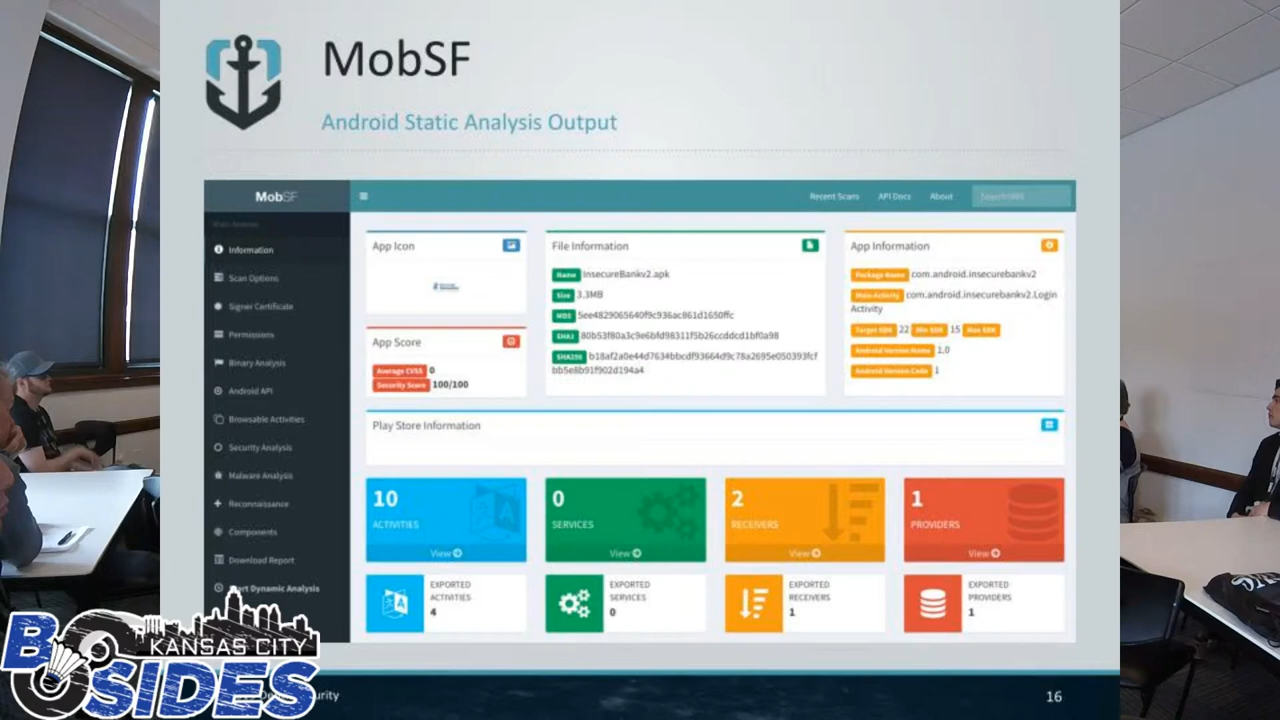 MobSF
Android Static Analysis Output
MobSF
Recent Scans API Docs About
Information
Scan Options
Signer Certificate
Permissions
Binary Analysis
Android API
Browsable Activities
Security Analysis
Malware Analysis
Reconnaissance
Components
Download Report
rt Dynamic Analysis
App Icon
App Score
Average CVSS 0
Security Score 100/100
File Information
Name InsecureBankv2.apk
Size 3.3MB
MD5 5ee4829065640f9c936ac861d1650ffc
SHA1 80b53f80a3c9e6bfd98311f5b26ccddcd1bf0a98
SHA256 b18af2a0e44d7634bbcdf93664d9c78a2695e050393fcf
bb5e8b91f902d194a4
App Information
Package Name com.android.insecurebankv2
Main Activity com.android.insecurebankv2.Login
Activity
Target SDK 22 Min SDK 15 Max SDK
Android Version Name 1.0
Android Version Code 1
Play Store Information
10
ACTIVITIES
View
0
SERVICES
View
2
RECEIVERS
View
1
PROVIDERS
View
EXPORTED
ACTIVITIES
4
EXPORTED
SERVICES
0
EXPORTED
RECEIVERS
1
EXPORTED
PROVIDERS
1
KANSAS CITY
B SIDES
urity
16